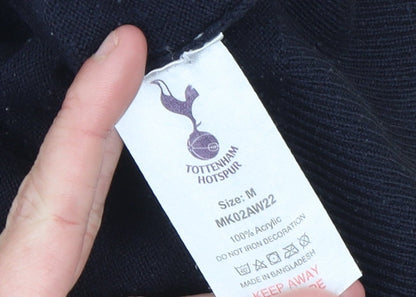 TOTTENHAM
HOTSPUR
Size: M
MK02AW22
100% Acrylic
DO NOT IRON DECORATION
MADE IN BANGLADESH
KEEP AWAY